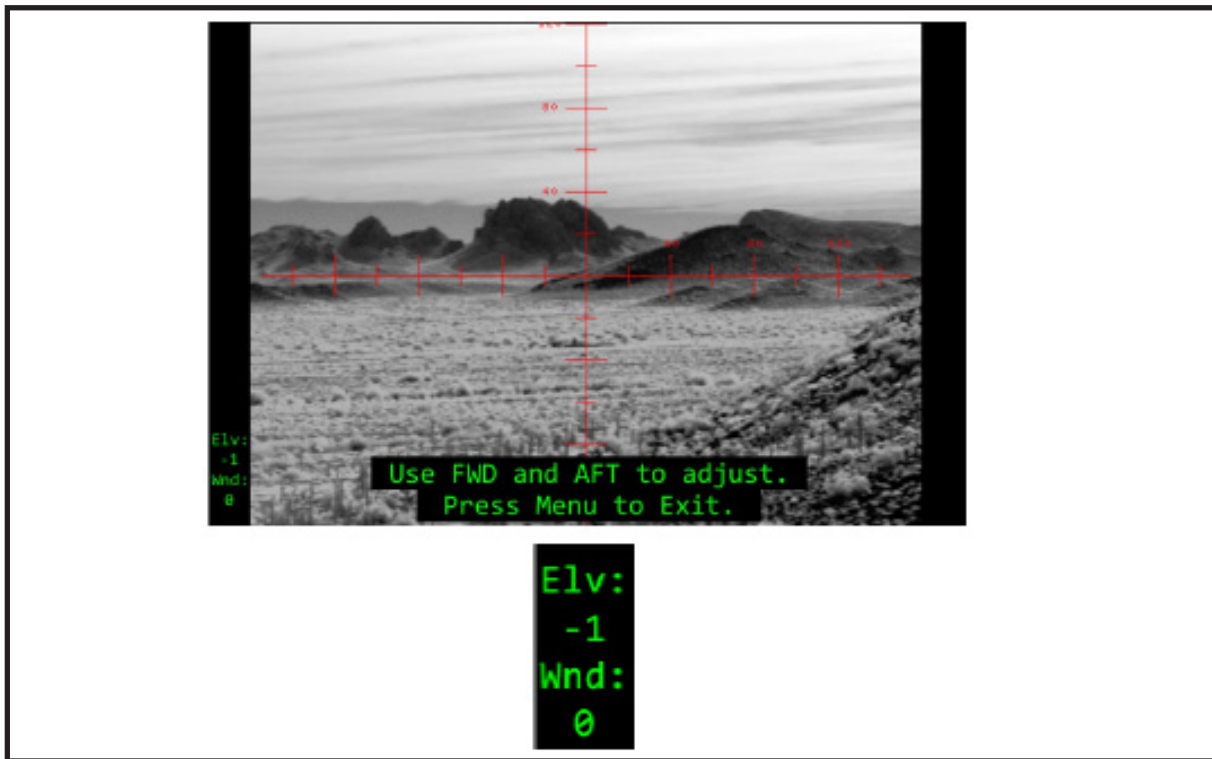 80
40
Elv:
-1
Wnd:
0
Use FWD and AFT to adjust.
Press Menu to Exit.
Elv:
-1
Wnd:
0